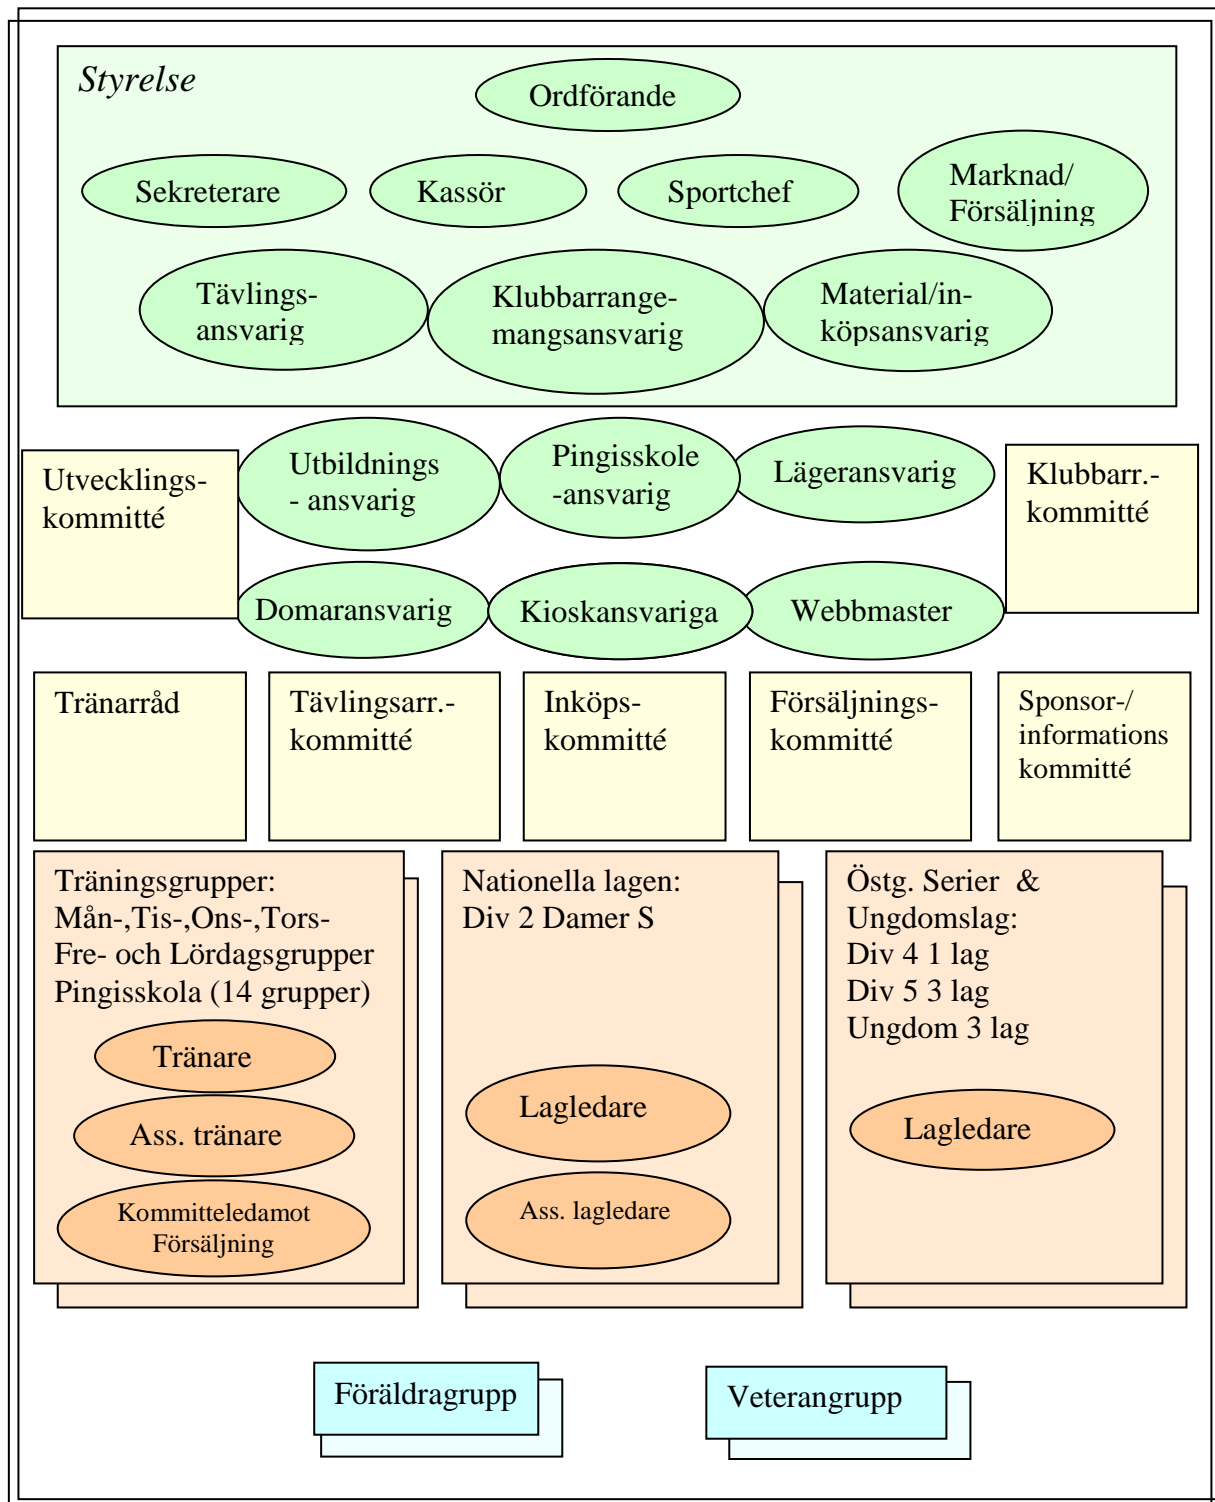 Styrelse
Ordförande
Sekreterare
Kassör
Sportchef
Marknad/
Försäljning
Tävlings-
ansvarig
Klubbarrange-
mangsansvarig
Material/in-
köpsansvarig
Utvecklings-
kommitté
Utbildnings
- ansvarig
Pingisskole
-ansvarig
Lägeransvarig
Klubbarr.-
kommitté
Domaransvarig
Kioskansvariga
Webbmaster
Tränarråd
Tävlingsarr.-
kommitté
Inköps-
kommitté
Försäljnings-
kommitté
Sponsor-/
informations
kommitté
Träningsgrupper:
Mån-,Tis-,Ons-,Tors-
Fre- och Lördagsgrupper
Pingisskola (14 grupper)
Tränare
Ass. tränare
Kommitteledamot
Försäljning
Nationella lagen:
Div 2 Damer S
Lagledare
Ass. lagledare
Östg. Serier &
Ungdomslag:
Div 4 1 lag
Div 5 3 lag
Ungdom 3 lag
Lagledare
Föräldragrupp
Veterangrupp